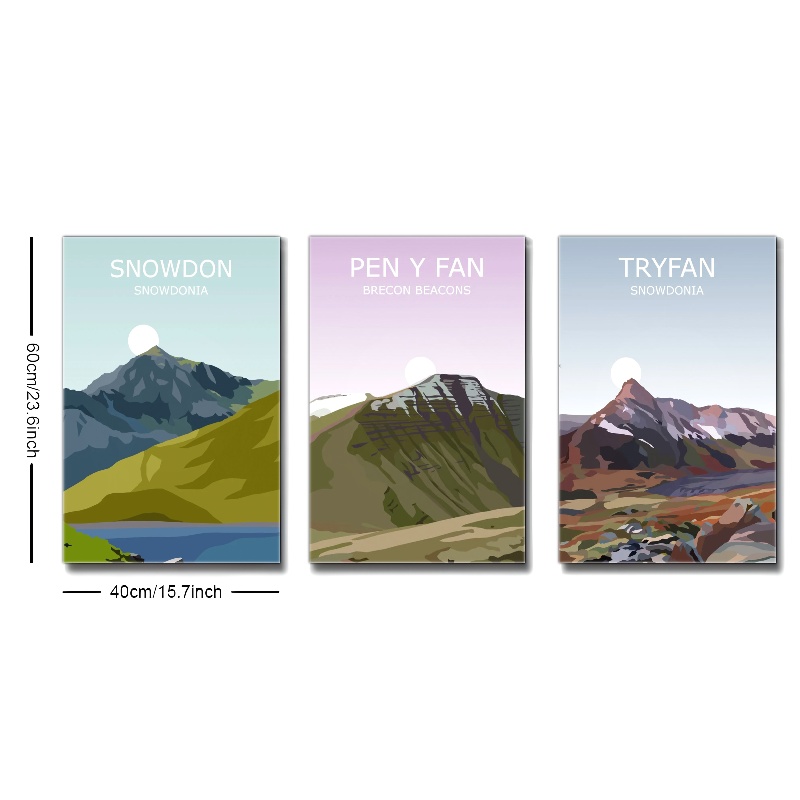 SNOWDON
SNOWDONIA
PEN Y FAN
BRECON BEACONS
TRYFAN
SNOWDONIA
60cm/23.6inch
40cm/15.7inch